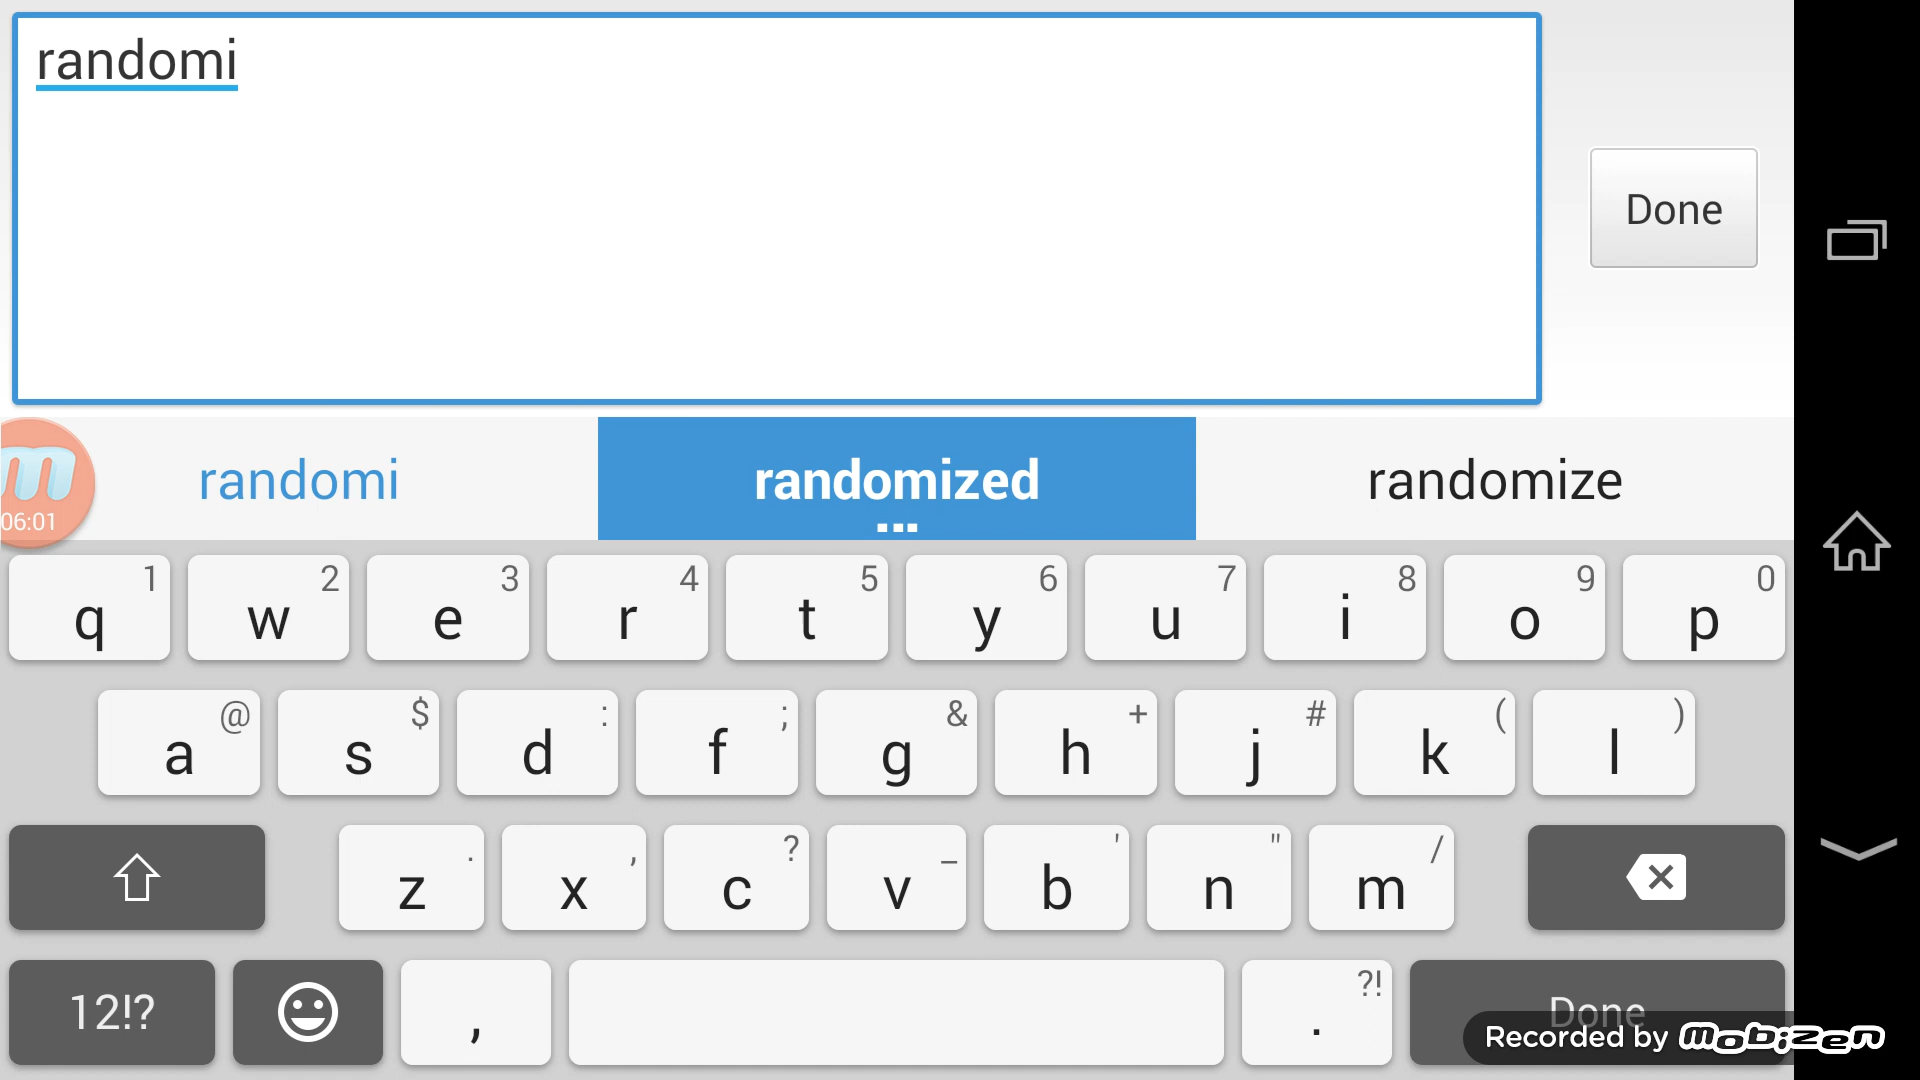 randomi
Done
randomi randomized randomize
m
06:01
1 2 3 4 5 6 7 8 9 0
q w e r t y u i o p
@ $ : ; & + # ( )
a s d f g h j k l
. , ? _ ' " /
z x c v b n m
12!? , . ?! Done
Recorded by mobizen